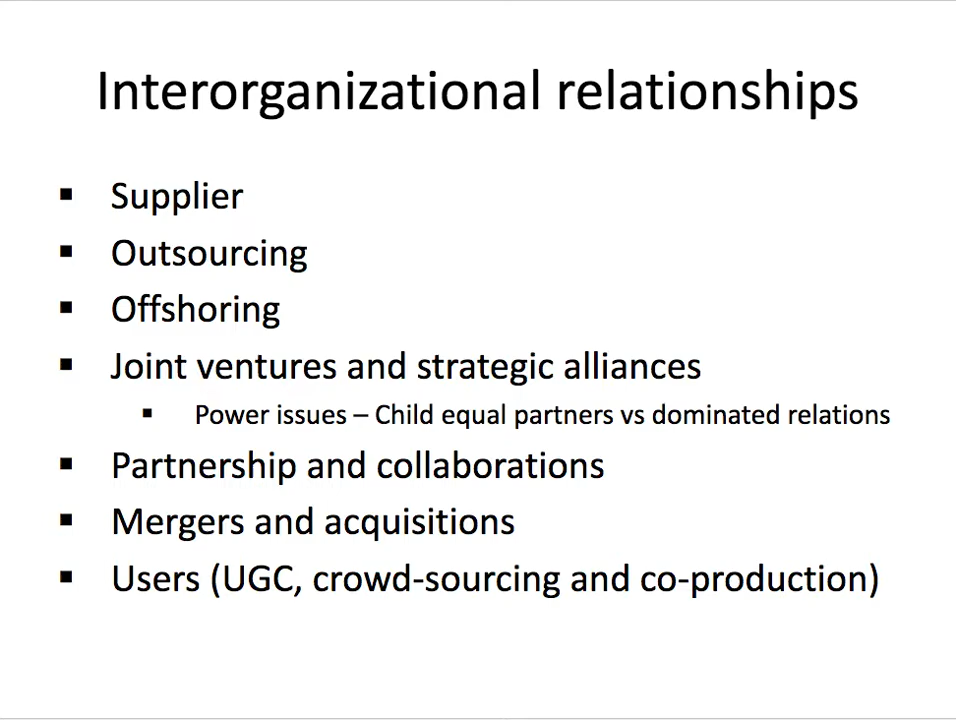 Interorganizational relationships
▪ Supplier
▪ Outsourcing
▪ Offshoring
▪ Joint ventures and strategic alliances
▪ Power issues – Child equal partners vs dominated relations
▪ Partnership and collaborations
▪ Mergers and acquisitions
▪ Users (UGC, crowd-sourcing and co-production)